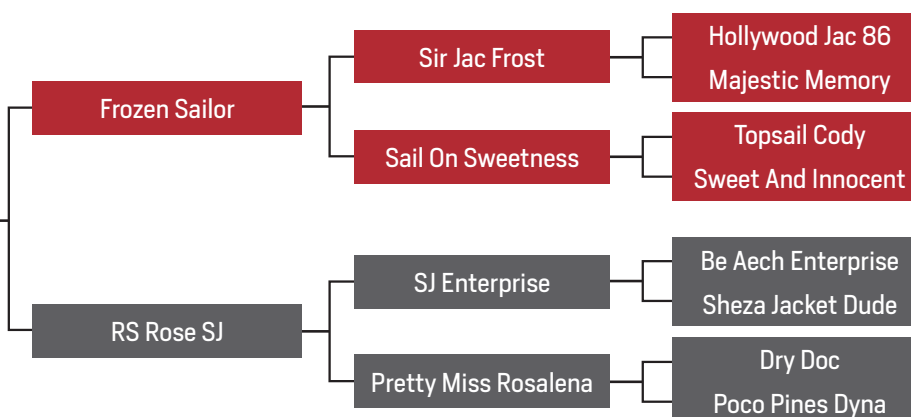 Hollywood Jac 86
Sir Jac Frost
Majestic Memory
Frozen Sailor
Topsail Cody
Sail On Sweetness
Sweet And Innocent
Be Aech Enterprise
SJ Enterprise
Sheza Jacket Dude
RS Rose SJ
Dry Doc
Pretty Miss Rosalena
Poco Pines Dyna